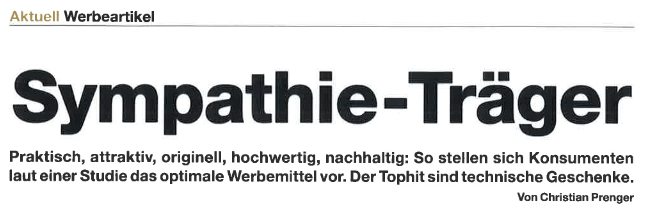 Aktuell Werbeartikel
Sympathie-Träger
Praktisch, attraktiv, originell, hochwertig, nachhaltig: So stellen sich Konsumenten
laut einer Studie das optimale Werbemittel vor. Der Tophit sind technische Geschenke.
Von Christian Prenger